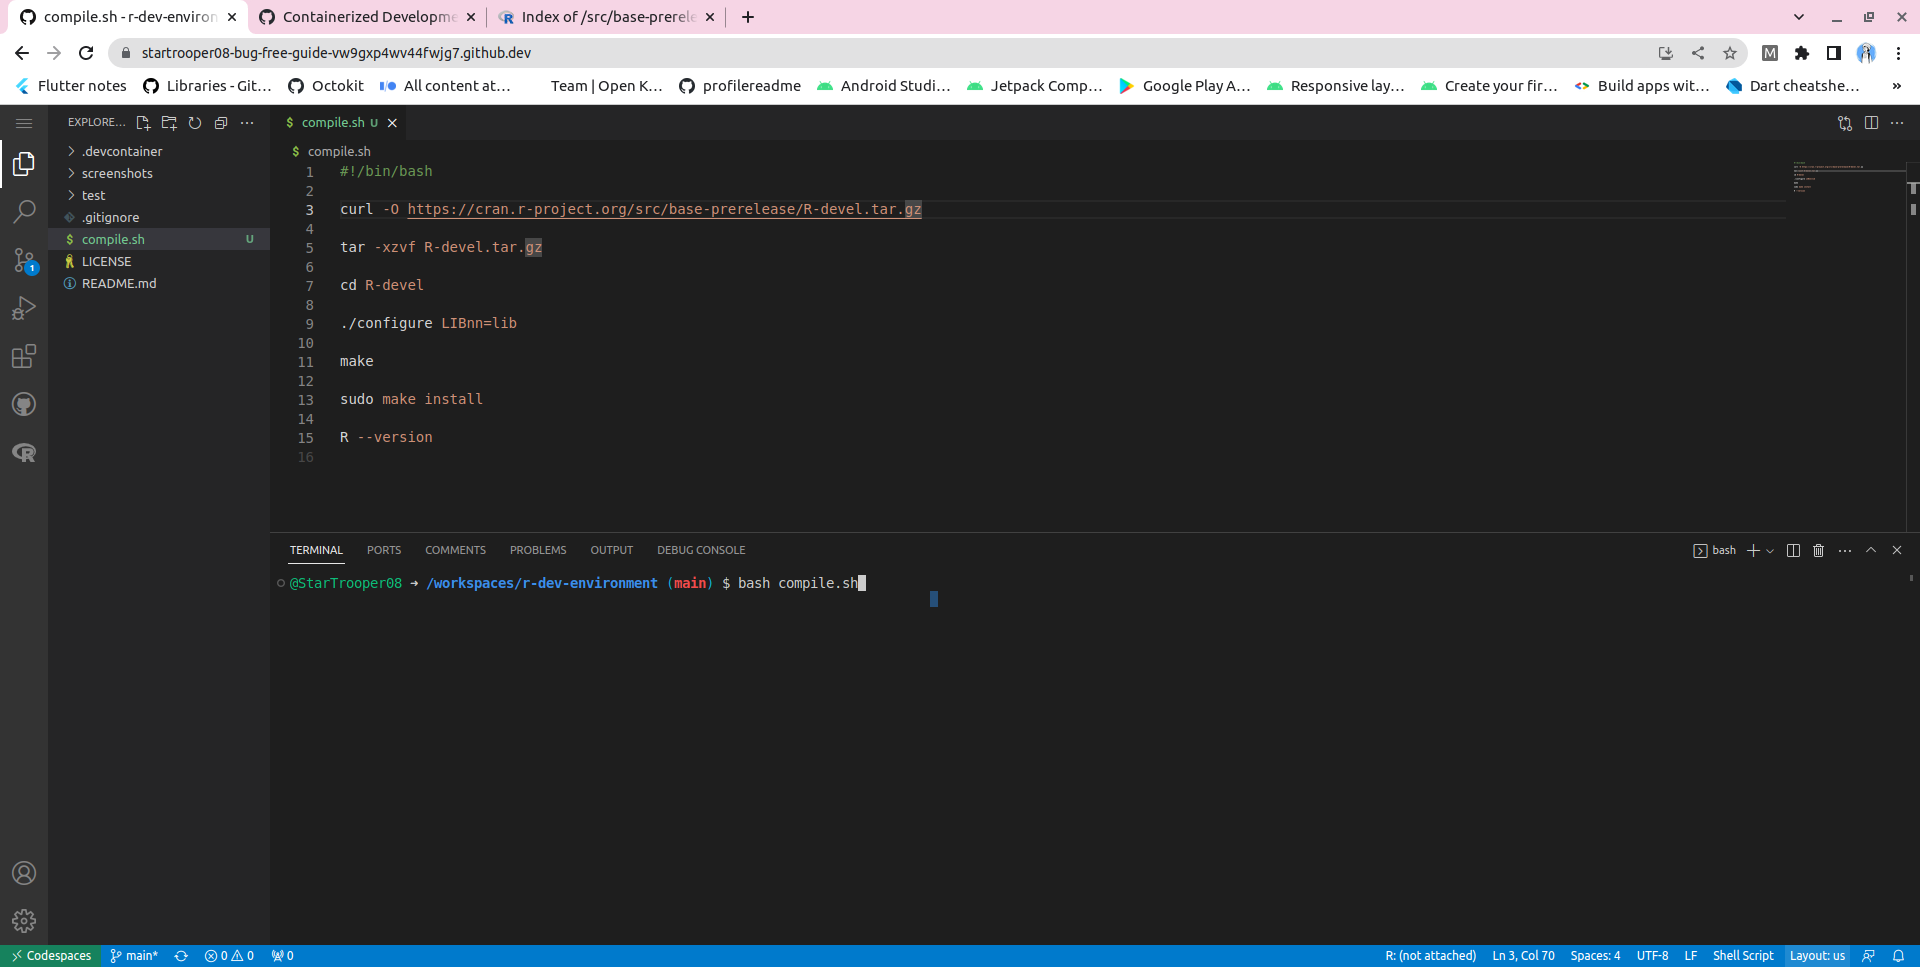 compile.sh - r-dev-environ
Containerized Developme
Index of /src/base-prerele
startrooper08-bug-free-guide-vw9gxp4wv44fwjg7.github.dev
M
Flutter notes
Libraries - Git...
Octokit
All content at...
Team | Open K...
profilereadme
Android Studi...
Jetpack Comp...
Google Play A...
Responsive lay...
Create your fir...
Build apps wit...
Dart cheatshe...
»
EXPLORE...
.devcontainer
screenshots
test
.gitignore
$ compile.sh U
LICENSE
README.md
1
$ compile.sh U
$ compile.sh
1 #!/bin/bash
2
3 curl -O https://cran.r-project.org/src/base-prerelease/R-devel.tar.gz
4
5 tar -xzvf R-devel.tar.gz
6
7 cd R-devel
8
9 ./configure LIBnn=lib
10
11 make
12
13 sudo make install
14
15 R --version
16
TERMINAL PORTS COMMENTS PROBLEMS OUTPUT DEBUG CONSOLE
bash
@StarTrooper08 → /workspaces/r-dev-environment (main) $ bash compile.sh
Codespaces main* 0 0 0
R: (not attached) Ln 3, Col 70 Spaces: 4 UTF-8 LF Shell Script Layout: us